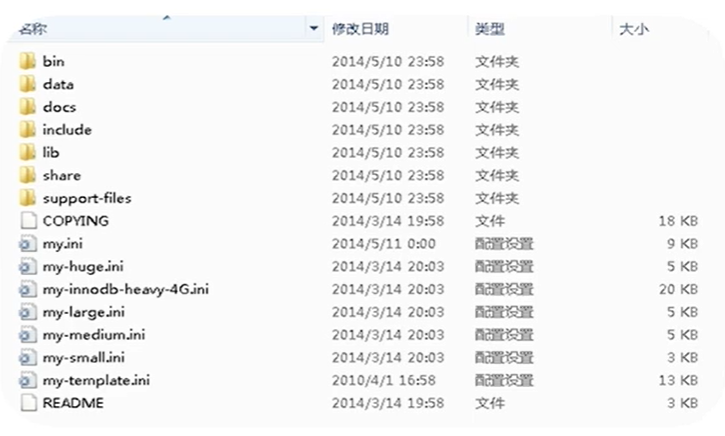 名称 修改日期 类型 大小
bin 2014/5/10 23:58 文件夹
data 2014/5/10 23:58 文件夹
docs 2014/5/10 23:58 文件夹
include 2014/5/10 23:58 文件夹
lib 2014/5/10 23:58 文件夹
share 2014/5/10 23:58 文件夹
support-files 2014/5/10 23:58 文件夹
COPYING 2014/3/14 19:58 文件 18 KB
my.ini 2014/5/11 0:00 配置设置 9 KB
my-huge.ini 2014/3/14 20:03 配置设置 5 KB
my-innodb-heavy-4G.ini 2014/3/14 20:03 配置设置 20 KB
my-large.ini 2014/3/14 20:03 配置设置 5 KB
my-medium.ini 2014/3/14 20:03 配置设置 5 KB
my-small.ini 2014/3/14 20:03 配置设置 3 KB
my-template.ini 2010/4/1 16:58 配置设置 13 KB
README 2014/3/14 19:58 文件 3 KB